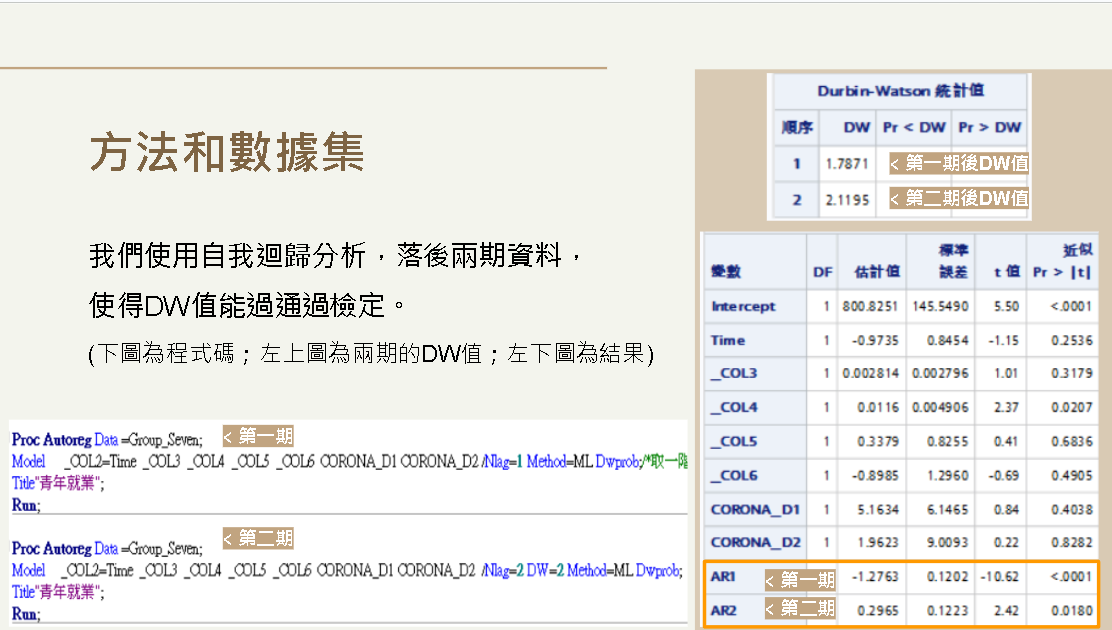 方法和數據集
我們使用自我迴歸分析，落後兩期資料，
使得DW值能過通過檢定。
(下圖為程式碼；左上圖為兩期的DW值；左下圖為結果)
Proc Autoreg Data =Group_Seven; < 第一期
Model _COL2=Time _COL3 _COL4 _COL5 _COL6 CORONA_D1 CORONA_D2 /Nlag=1 Method=ML Dwprob;/*取一階
Title"青年就業";
Run;
Proc Autoreg Data =Group_Seven; < 第二期
Model _COL2=Time _COL3 _COL4 _COL5 _COL6 CORONA_D1 CORONA_D2 /Nlag=2 DW=2 Method=ML Dwprob;
Title"青年就業";
Run;
Durbin-Watson 統計值
順序 DW Pr < DW Pr > DW
1 1.7871 < 第一期後DW值
2 2.1195 < 第二期後DW值
變數 DF 估計值 標準 誤差 t 值 近似 Pr > |t|
Intercept 1 800.8251 145.5490 5.50 <.0001
Time 1 -0.9735 0.8454 -1.15 0.2536
_COL3 1 0.002814 0.002796 1.01 0.3179
_COL4 1 0.0116 0.004906 2.37 0.0207
_COL5 1 0.3379 0.8255 0.41 0.6836
_COL6 1 -0.8985 1.2960 -0.69 0.4905
CORONA_D1 1 5.1634 6.1465 0.84 0.4038
CORONA_D2 1 1.9623 9.0093 0.22 0.8282
AR1 < 第一期 -1.2763 0.1202 -10.62 <.0001
AR2 < 第二期 0.2965 0.1223 2.42 0.0180